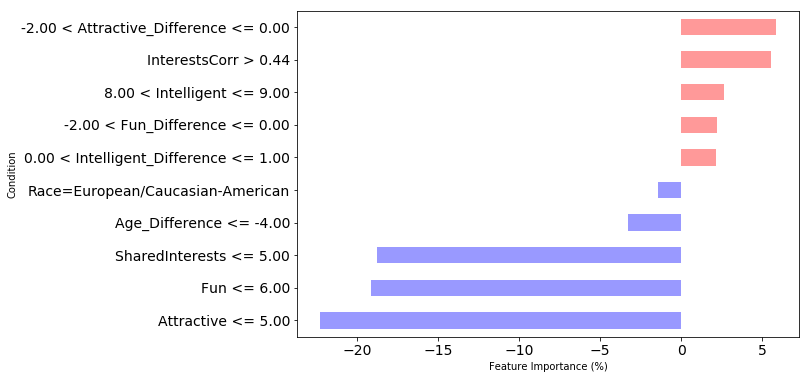 -2.00 < Attractive_Difference <= 0.00
InterestsCorr > 0.44
8.00 < Intelligent <= 9.00
-2.00 < Fun_Difference <= 0.00
0.00 < Intelligent_Difference <= 1.00
Race=European/Caucasian-American
Age_Difference <= -4.00
SharedInterests <= 5.00
Fun <= 6.00
Attractive <= 5.00
Condition
−20 −15 −10 −5 0 5
Feature Importance (%)